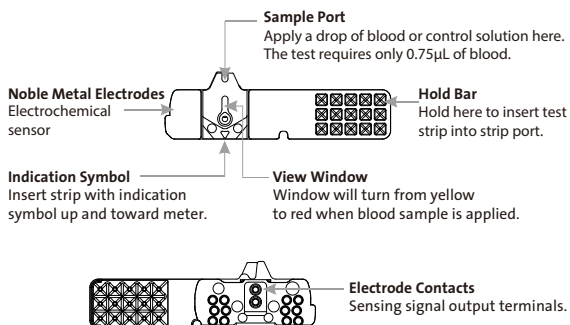 Sample Port
Apply a drop of blood or control solution here.
The test requires only 0.75µL of blood.
Noble Metal Electrodes
Electrochemical
sensor
Hold Bar
Hold here to insert test
strip into strip port.
Indication Symbol
Insert strip with indication
symbol up and toward meter.
View Window
Window will turn from yellow
to red when blood sample is applied.
Electrode Contacts
Sensing signal output terminals.